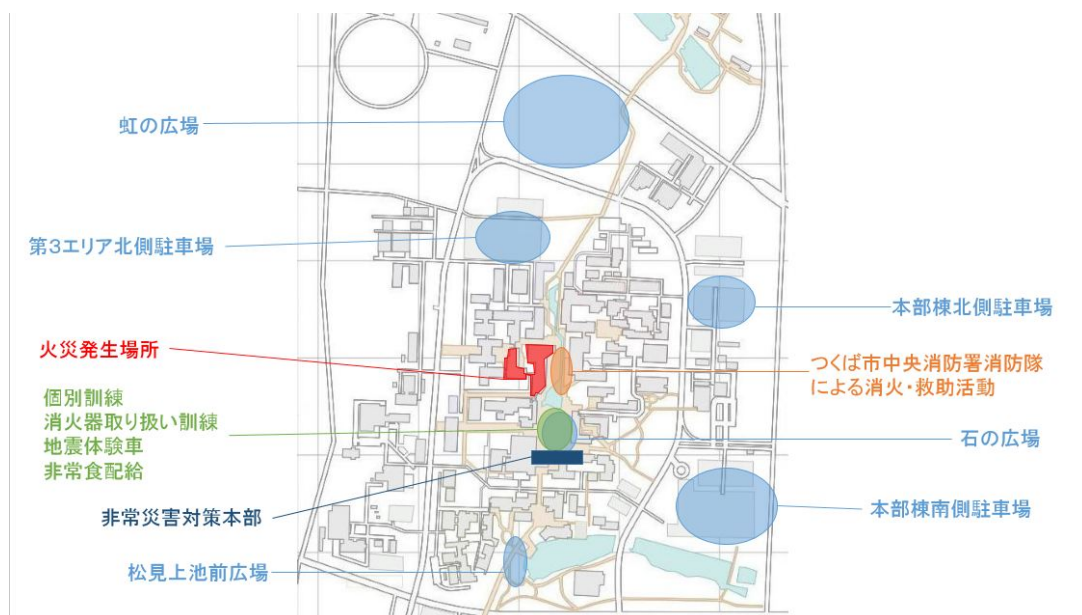 虹の広場
第3エリア北側駐車場
本部棟北側駐車場
火災発生場所
つくば市中央消防署消防隊
による消火・救助活動
個別訓練
消火器取り扱い訓練
地震体験車
非常食配給
石の広場
非常災害対策本部
本部棟南側駐車場
松見上池前広場